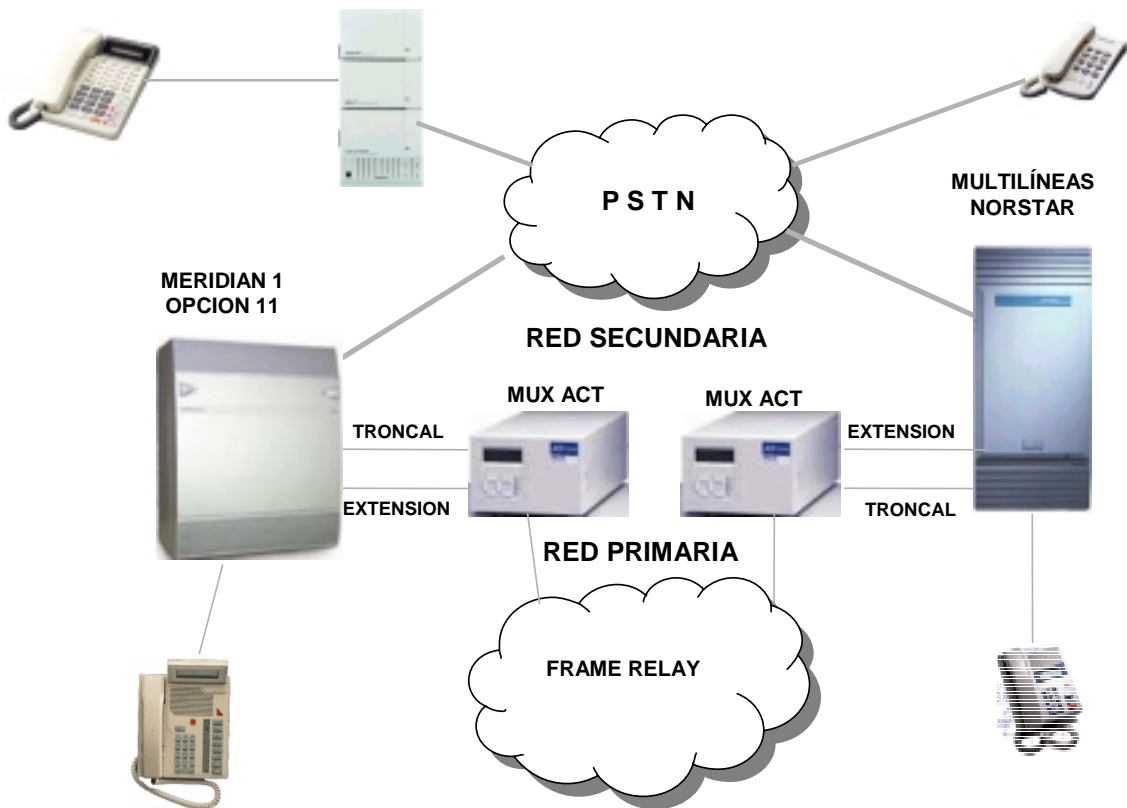 P S T N
MULTILÍNEAS
NORSTAR
MERIDIAN 1
OPCION 11
RED SECUNDARIA
MUX ACT
MUX ACT
TRONCAL
EXTENSION
EXTENSION
TRONCAL
RED PRIMARIA
FRAME RELAY